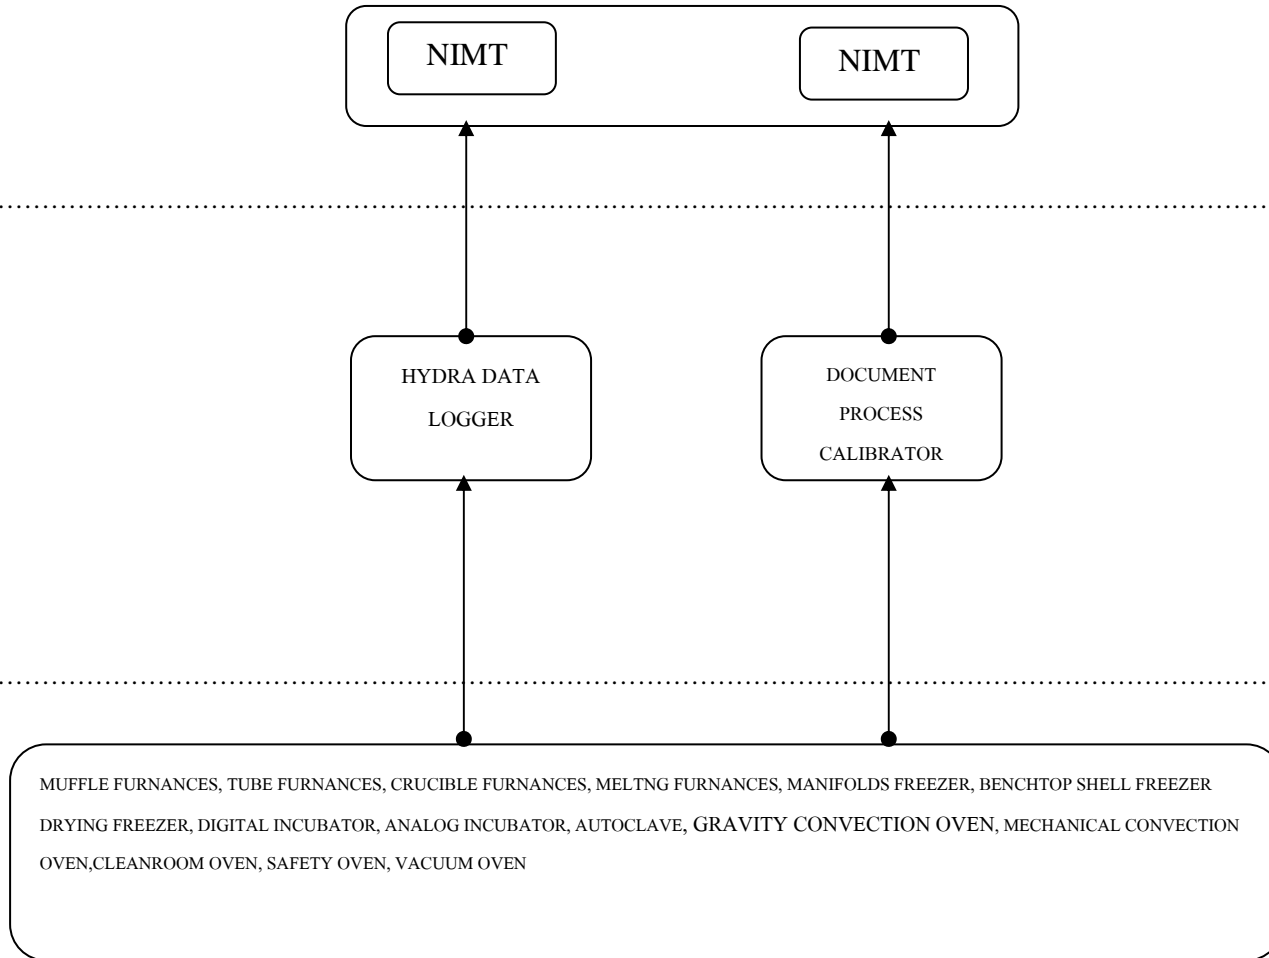 NIMT
NIMT
HYDRA DATA
LOGGER
DOCUMENT
PROCESS
CALIBRATOR
MUFFLE FURNANCES, TUBE FURNANCES, CRUCIBLE FURNANCES, MELTNG FURNANCES, MANIFOLDS FREEZER, BENCHTOP SHELL FREEZER
DRYING FREEZER, DIGITAL INCUBATOR, ANALOG INCUBATOR, AUTOCLAVE, GRAVITY CONVECTION OVEN, MECHANICAL CONVECTION
OVEN,CLEANROOM OVEN, SAFETY OVEN, VACUUM OVEN